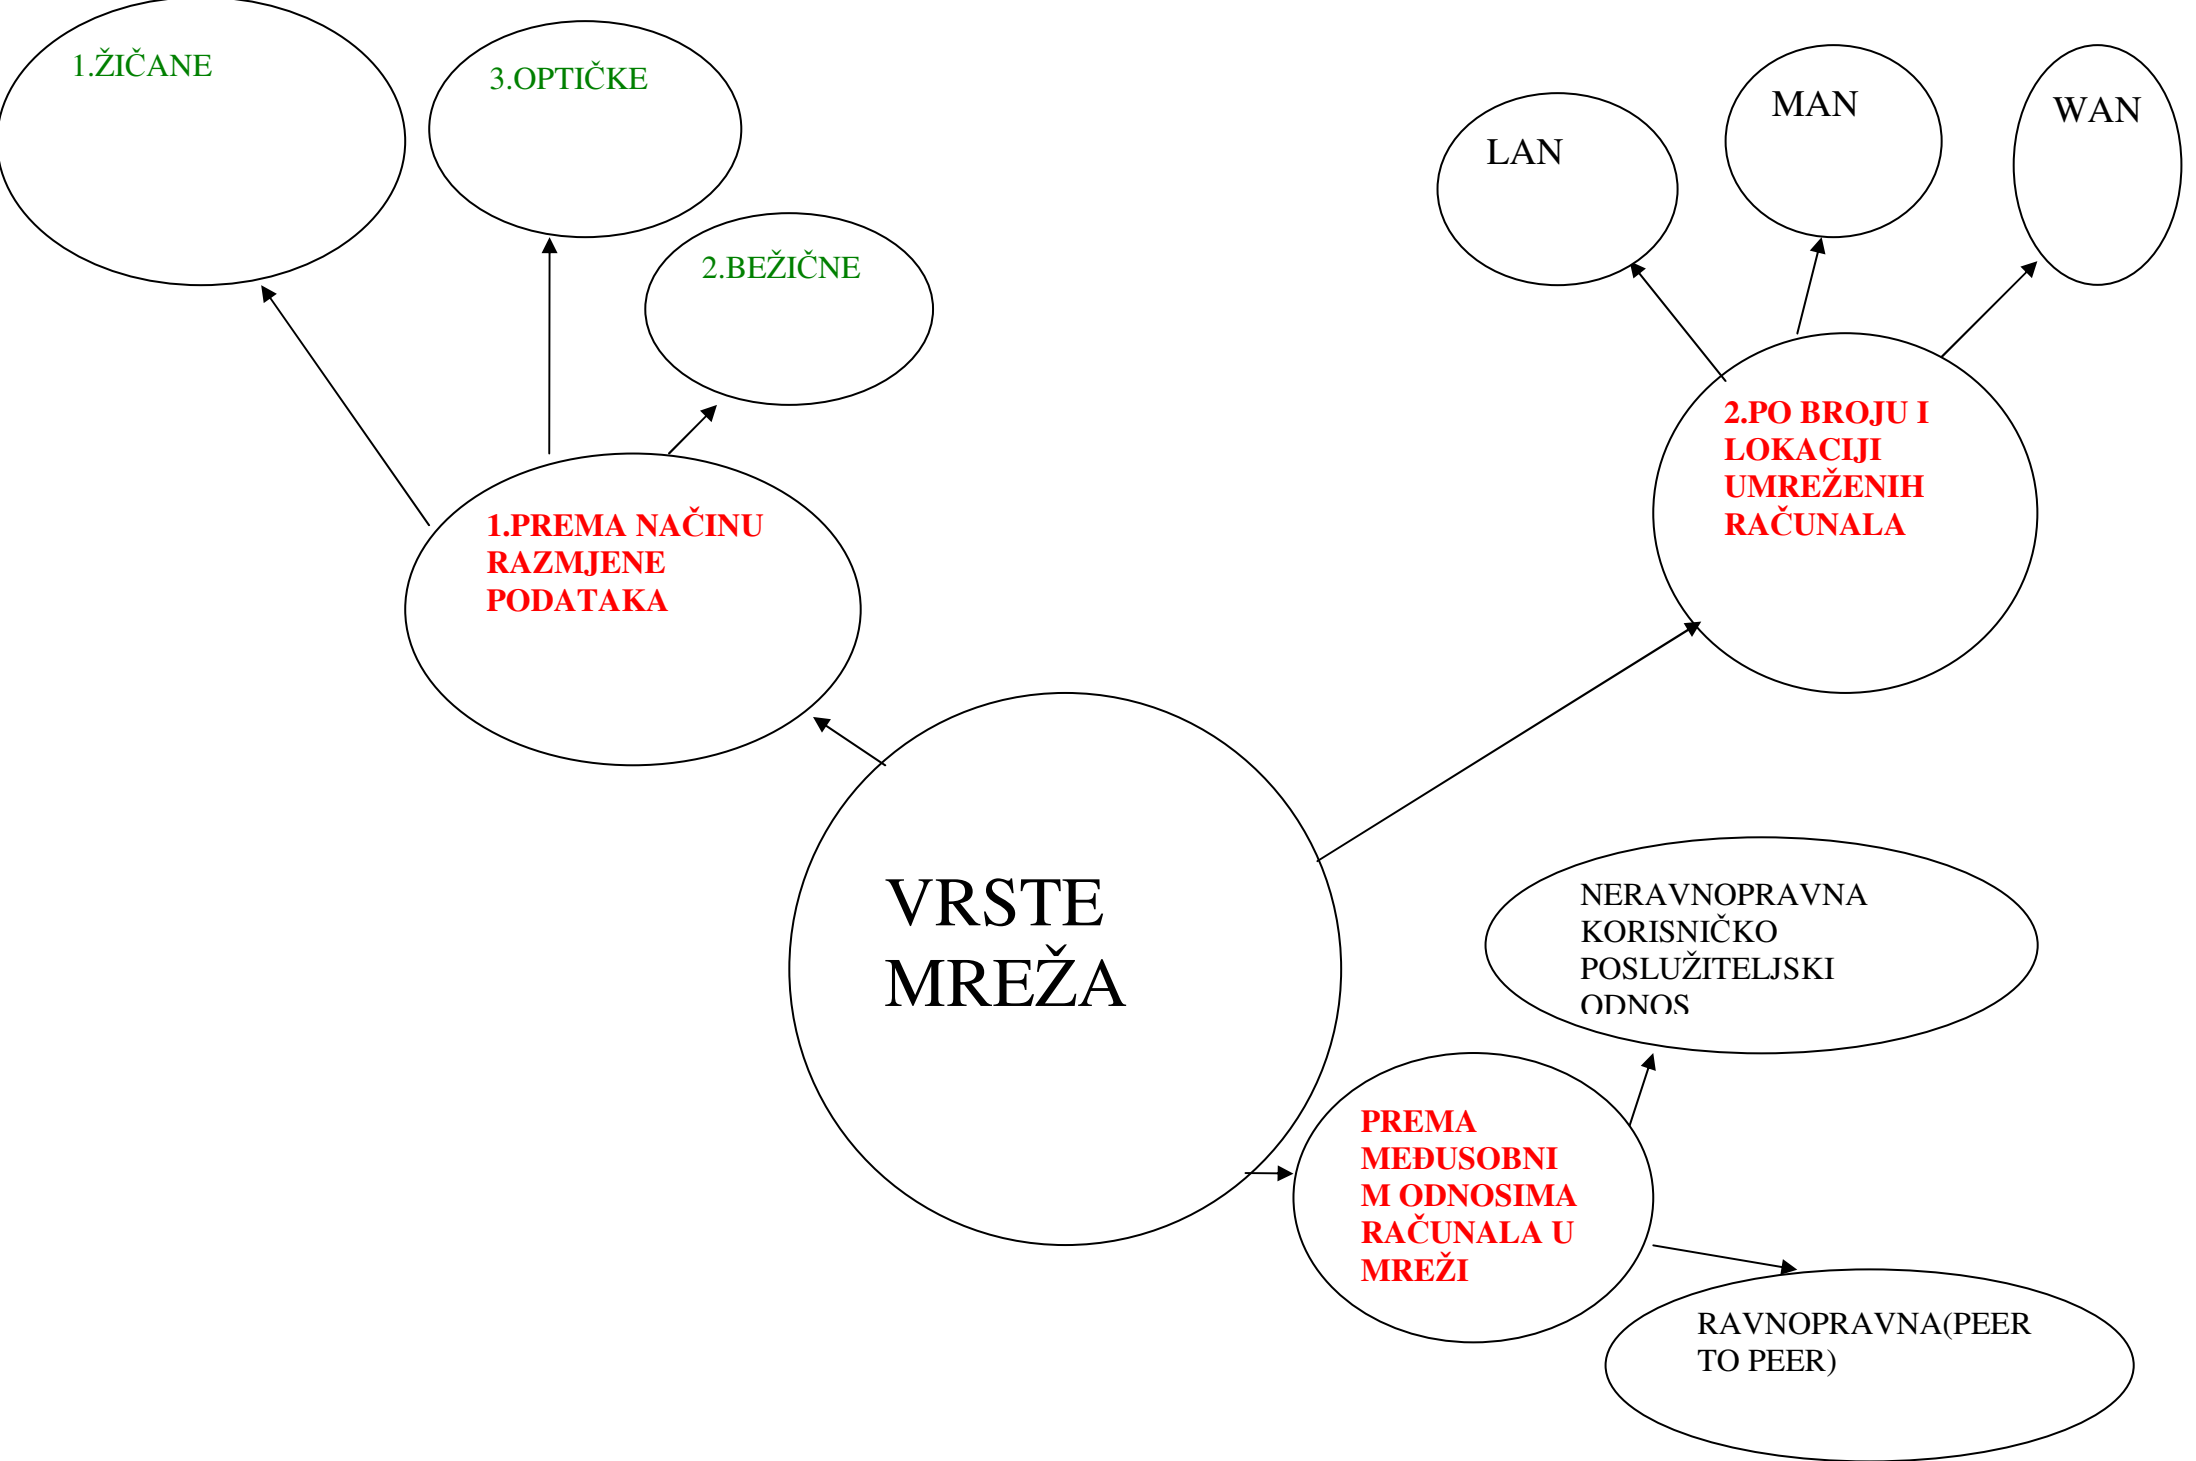 1.ŽIČANE
3.OPTIČKE
2.BEŽIČNE
LAN
MAN
WAN
1.PREMA NAČINU
RAZMJENE
PODATAKA
2.PO BROJU I
LOKACIJI
UMREŽENIH
RAČUNALA
VRSTE
MREŽA
NERAVNOPRAVNA
KORISNIČKO
POSLUŽITELJSKI
ODNOS
PREMA
MEĐUSOBNI
M ODNOSIMA
RAČUNALA U
MREŽI
RAVNOPRAVNA(PEER
TO PEER)